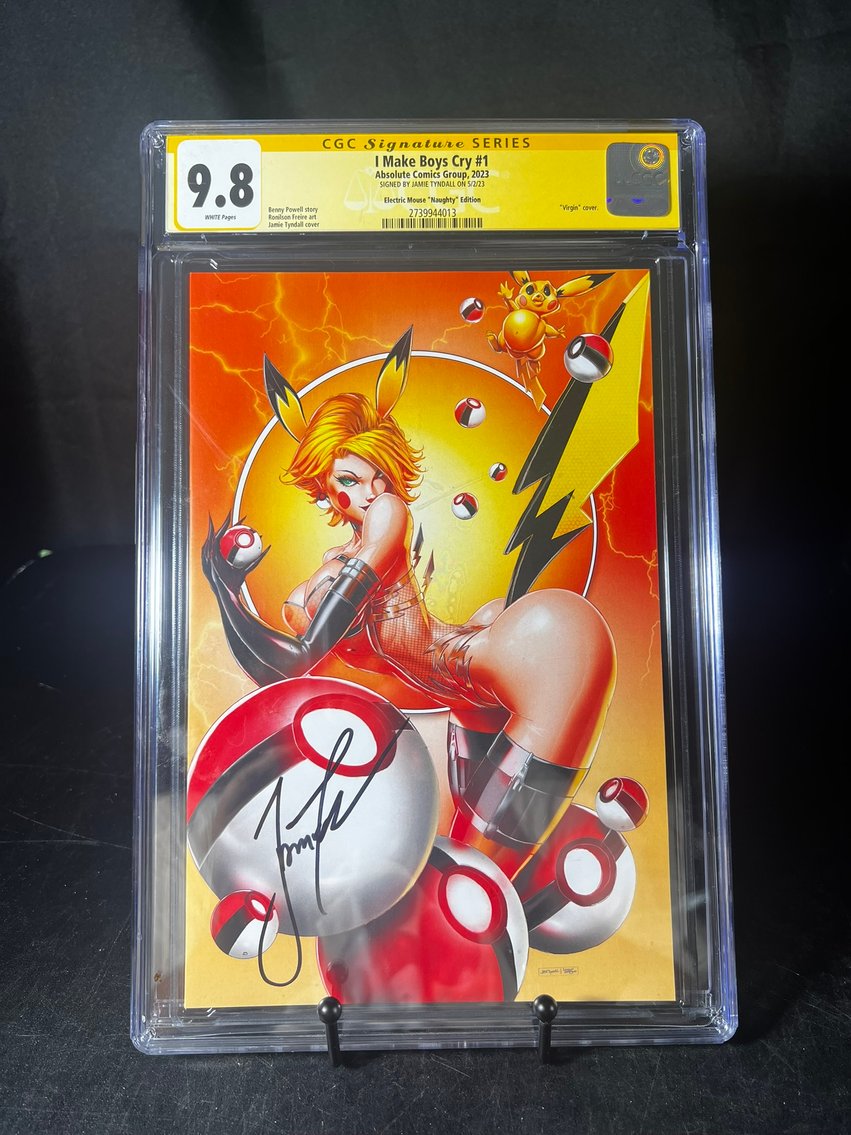 CGC Signature SERIES
9.8
WHITE Pages
I Make Boys Cry #1
Absolute Comics Group, 2023
SIGNED BY JAMIE TYNDALL ON 5/2/23
Benny Powell story
Ronilson Freire art
Jamie Tyndall cover
Electric Mouse "Naughty" Edition
2739944013
"Virgin" cover.